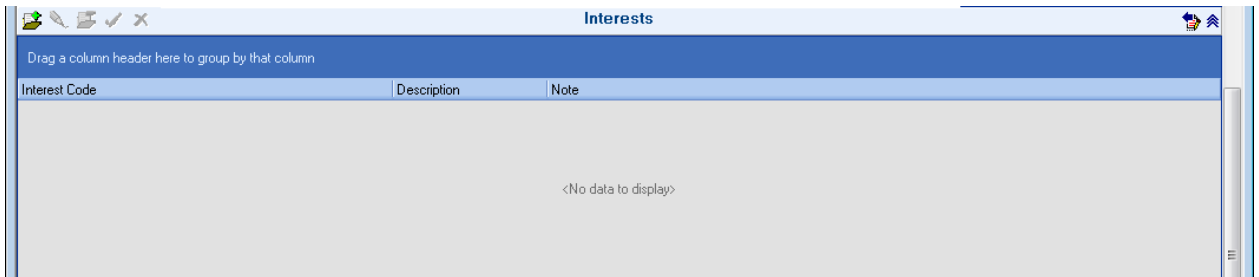 Interests
Drag a column header here to group by that column
Interest Code Description Note
<No data to display>